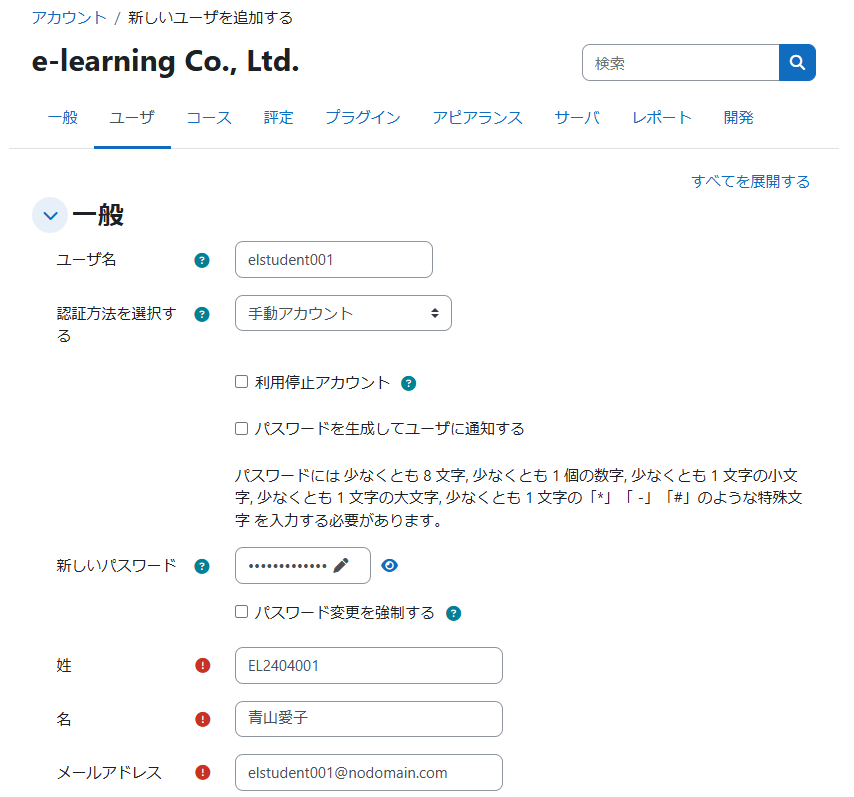 アカウント / 新しいユーザを追加する
e-learning Co., Ltd.
検索
一般 ユーザ コース 評定 プラグイン アピアランス サーバ レポート 開発
すべてを展開する
一般
ユーザ名 ? elstudent001
認証方法を選択す ? 手動アカウント
る
利用停止アカウント ?
パスワードを生成してユーザに通知する
パスワードには 少なくとも 8 文字, 少なくとも 1 個の数字, 少なくとも 1 文字の小文
字, 少なくとも 1 文字の大文字, 少なくとも 1 文字の「*」「 -」「#」のような特殊文
字 を入力する必要があります。
新しいパスワード ? •••••••••••••
パスワード変更を強制する ?
姓 ! EL2404001
名 ! 青山愛子
メールアドレス ! elstudent001@nodomain.com